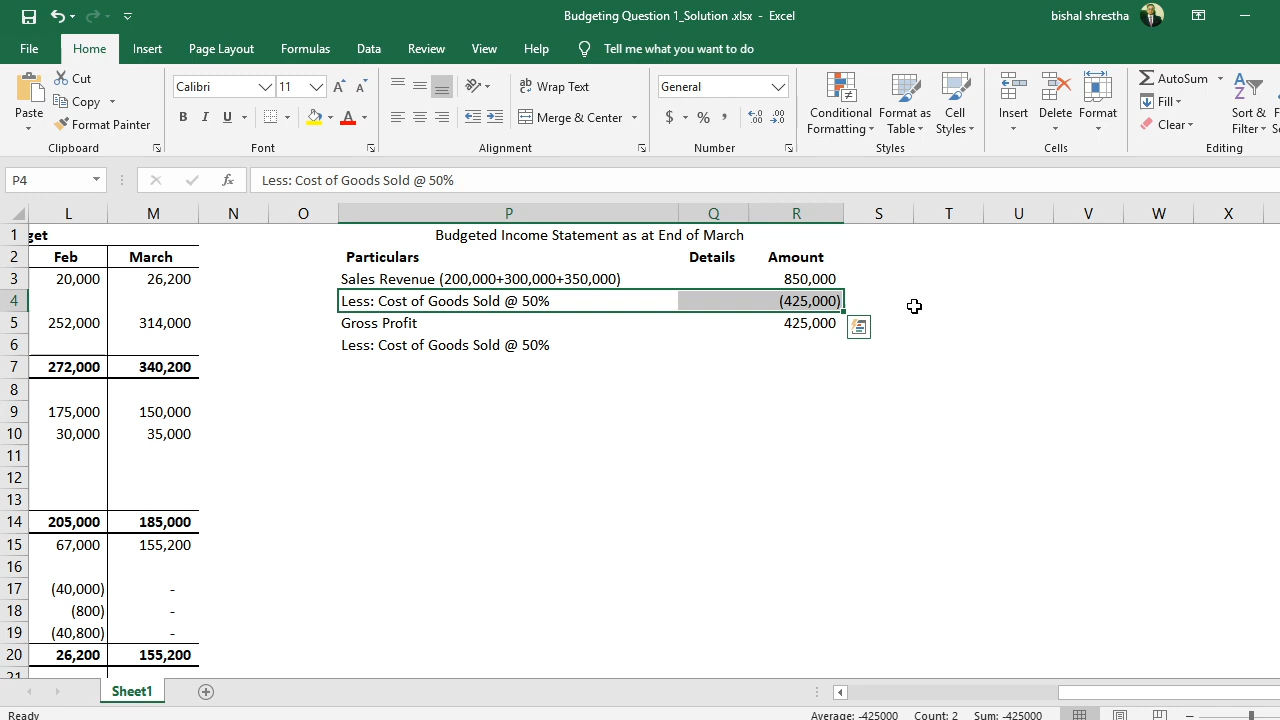 Budgeting Question 1_Solution .xlsx - Excel
bishal shrestha
File Home Insert Page Layout Formulas Data Review View Help Tell me what you want to do
Paste
Cut
Copy
Format Painter
Clipboard
Calibri 11
B I U
Font
Wrap Text
Merge & Center
Alignment
General
$ % ,
Number
Conditional Formatting
Format as Table
Cell Styles
Styles
Insert
Delete
Format
Cells
AutoSum
Fill
Clear
Sort &
Filter
Editing
P4 fx Less: Cost of Goods Sold @ 50%
L M N O P Q R S T U V W X
1 get Budgeted Income Statement as at End of March
2 Feb March Particulars Details Amount
3 20,000 26,200 Sales Revenue (200,000+300,000+350,000) 850,000
4 Less: Cost of Goods Sold @ 50% (425,000)
5 252,000 314,000 Gross Profit 425,000
6 Less: Cost of Goods Sold @ 50%
7 272,000 340,200
8
9 175,000 150,000
10 30,000 35,000
11
12
13
14 205,000 185,000
15 67,000 155,200
16
17 (40,000) -
18 (800) -
19 (40,800) -
20 26,200 155,200
21
Sheet1
Ready Average: -425000 Count: 2 Sum: -425000